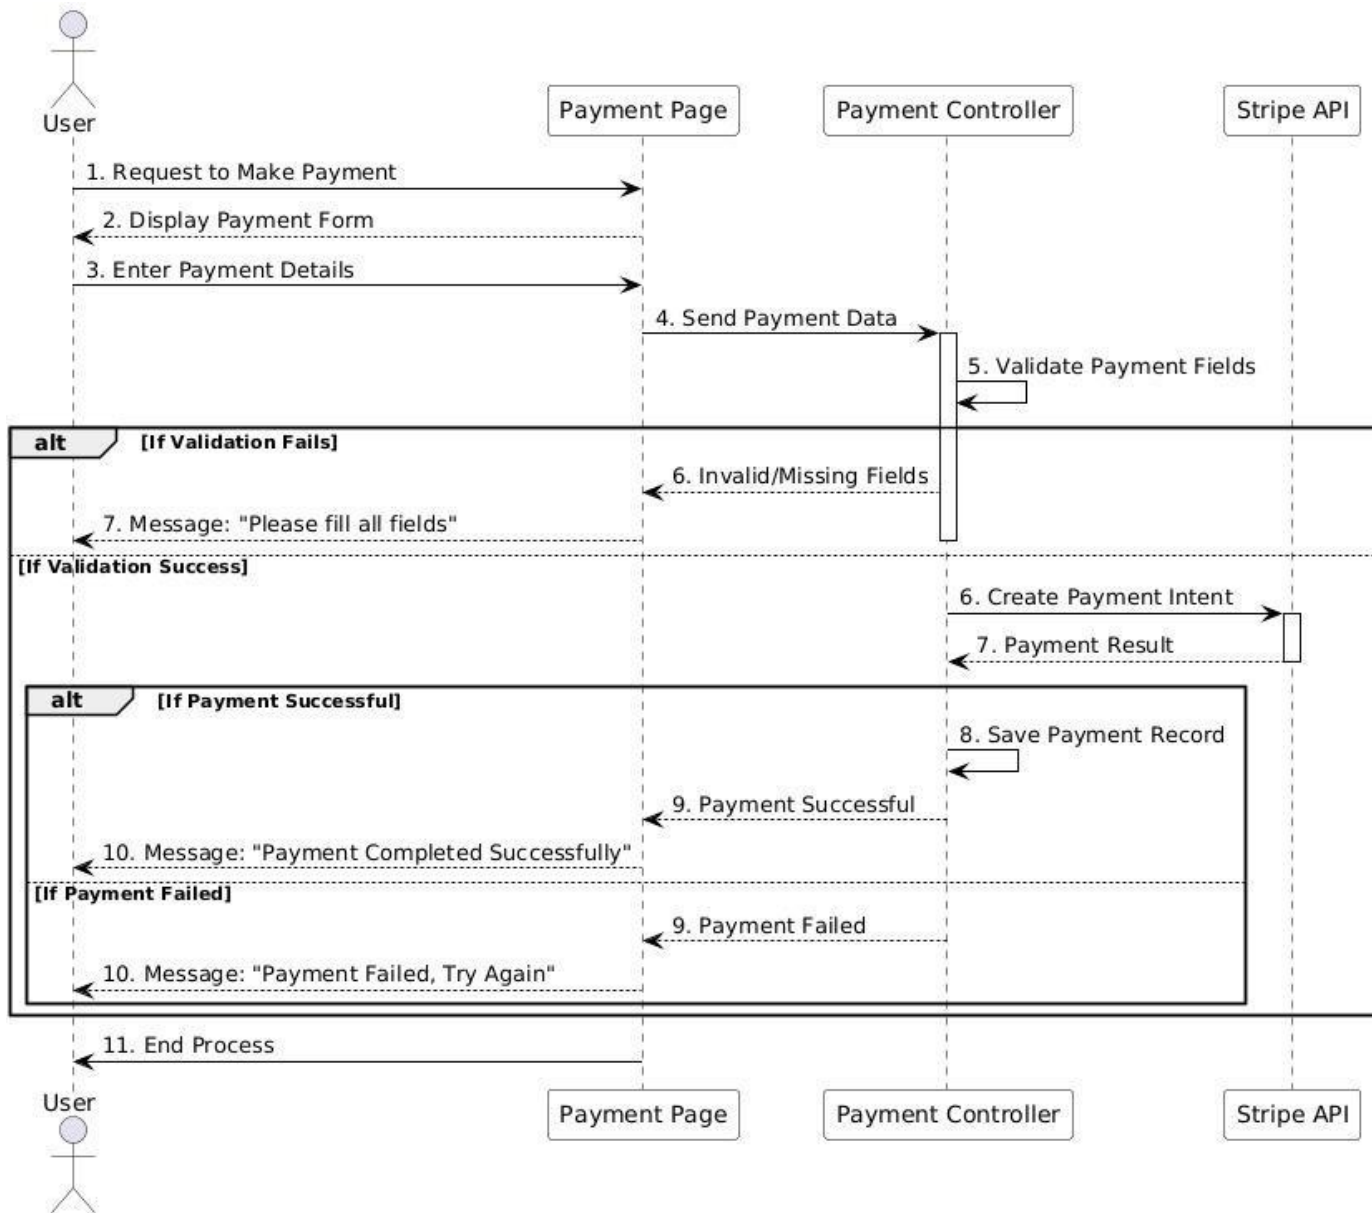 User
Payment Page
Payment Controller
Stripe API
1. Request to Make Payment
2. Display Payment Form
3. Enter Payment Details
4. Send Payment Data
5. Validate Payment Fields
alt [If Validation Fails]
6. Invalid/Missing Fields
7. Message: "Please fill all fields"
[If Validation Success]
6. Create Payment Intent
7. Payment Result
alt [If Payment Successful]
8. Save Payment Record
9. Payment Successful
10. Message: "Payment Completed Successfully"
[If Payment Failed]
9. Payment Failed
10. Message: "Payment Failed, Try Again"
11. End Process
User
Payment Page
Payment Controller
Stripe API